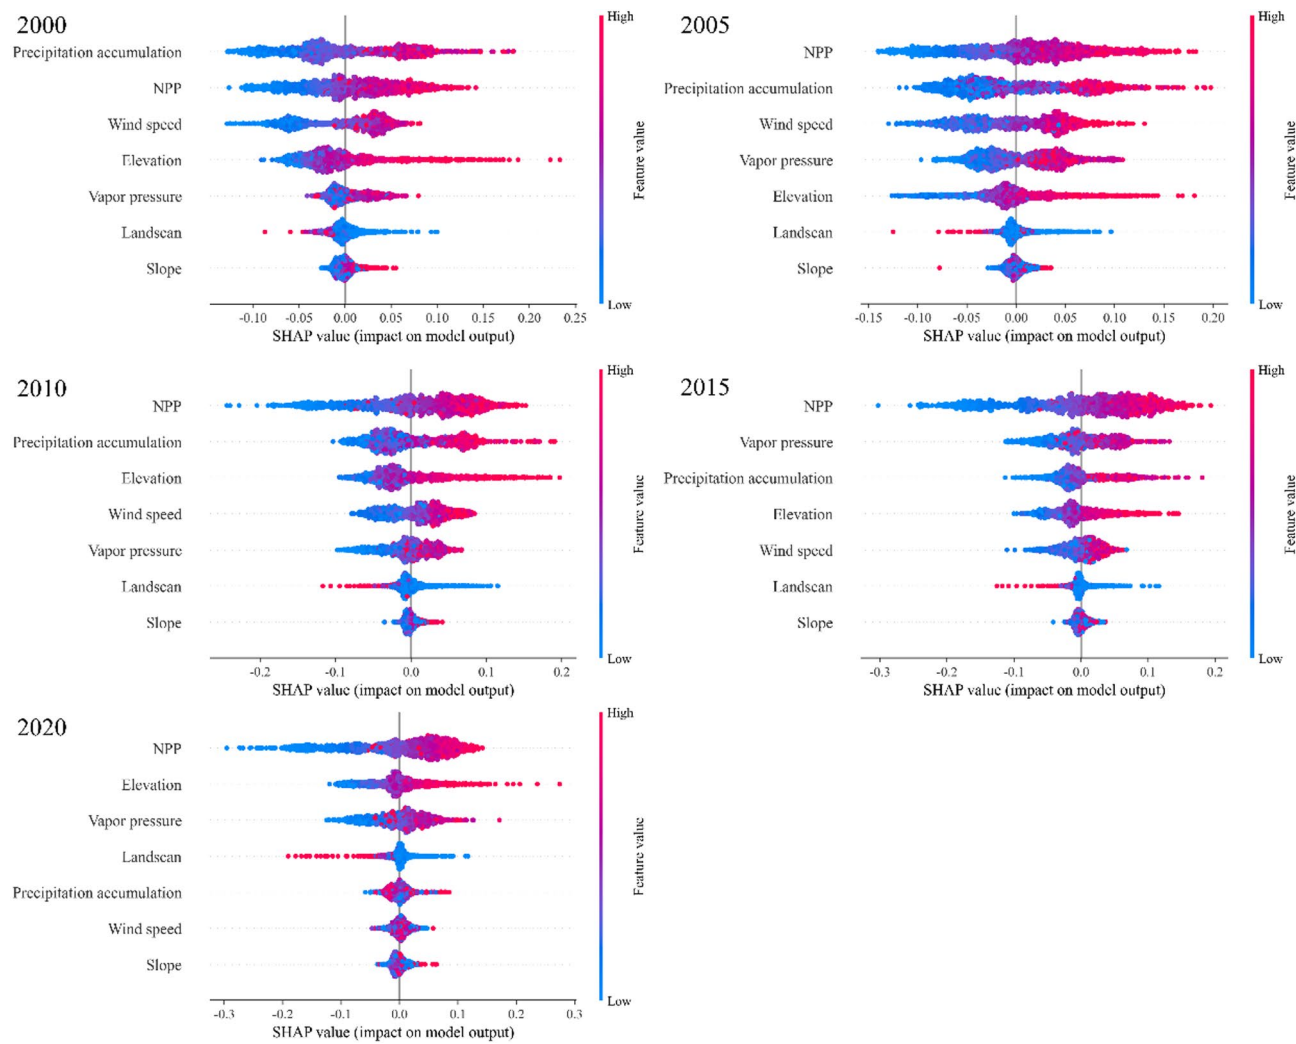 2000
High
Precipitation accumulation
NPP
Wind speed
Elevation
Vapor pressure
Landscan
Slope
Feature value
Low
-0.10 -0.05 0.00 0.05 0.10 0.15 0.20 0.25
SHAP value (impact on model output)
2005
High
NPP
Precipitation accumulation
Wind speed
Vapor pressure
Elevation
Landscan
Slope
Feature value
Low
-0.15 -0.10 -0.05 0.00 0.05 0.10 0.15 0.20
SHAP value (impact on model output)
2010
High
NPP
Precipitation accumulation
Elevation
Wind speed
Vapor pressure
Landscan
Slope
Feature value
Low
-0.2 -0.1 0.0 0.1 0.2
SHAP value (impact on model output)
2015
High
NPP
Vapor pressure
Precipitation accumulation
Elevation
Wind speed
Landscan
Slope
Feature value
Low
-0.3 -0.2 -0.1 0.0 0.1 0.2
SHAP value (impact on model output)
2020
High
NPP
Elevation
Vapor pressure
Landscan
Precipitation accumulation
Wind speed
Slope
Feature value
Low
-0.3 -0.2 -0.1 0.0 0.1 0.2 0.3
SHAP value (impact on model output)